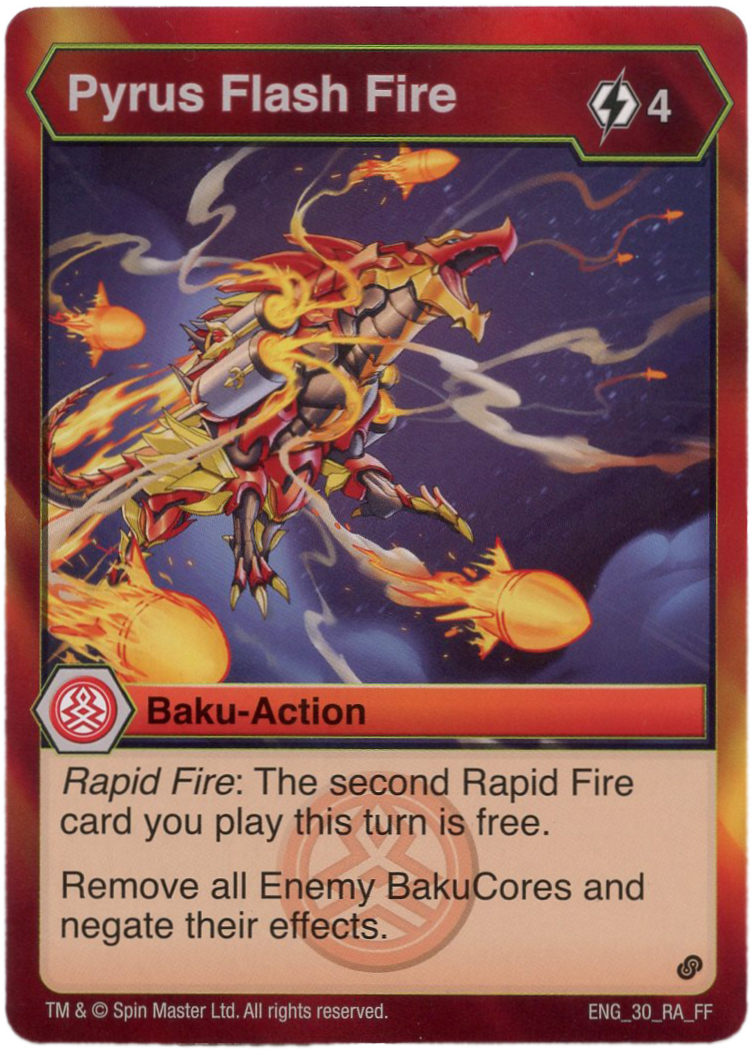 Pyrus Flash Fire
4
Baku-Action
Rapid Fire: The second Rapid Fire
card you play this turn is free.
Remove all Enemy BakuCores and
negate their effects.
TM & © Spin Master Ltd. All rights reserved.
ENG_30_RA_FF